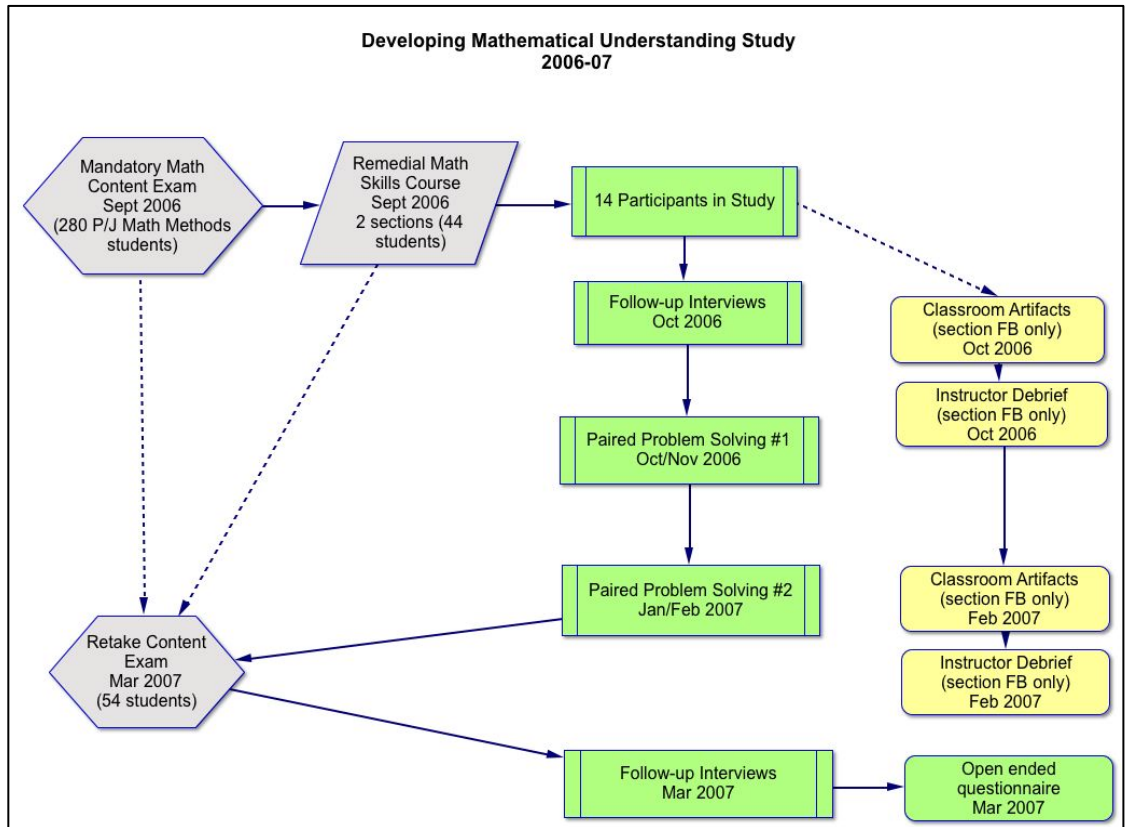 Developing Mathematical Understanding Study
2006-07
Mandatory Math
Content Exam
Sept 2006
(280 P/J Math Methods
students)
Remedial Math
Skills Course
Sept 2006
2 sections (44
students)
14 Participants in Study
Follow-up Interviews
Oct 2006
Classroom Artifacts
(section FB only)
Oct 2006
Instructor Debrief
(section FB only)
Oct 2006
Paired Problem Solving #1
Oct/Nov 2006
Paired Problem Solving #2
Jan/Feb 2007
Classroom Artifacts
(section FB only)
Feb 2007
Retake Content
Exam
Mar 2007
(54 students)
Instructor Debrief
(section FB only)
Feb 2007
Follow-up Interviews
Mar 2007
Open ended
questionnaire
Mar 2007